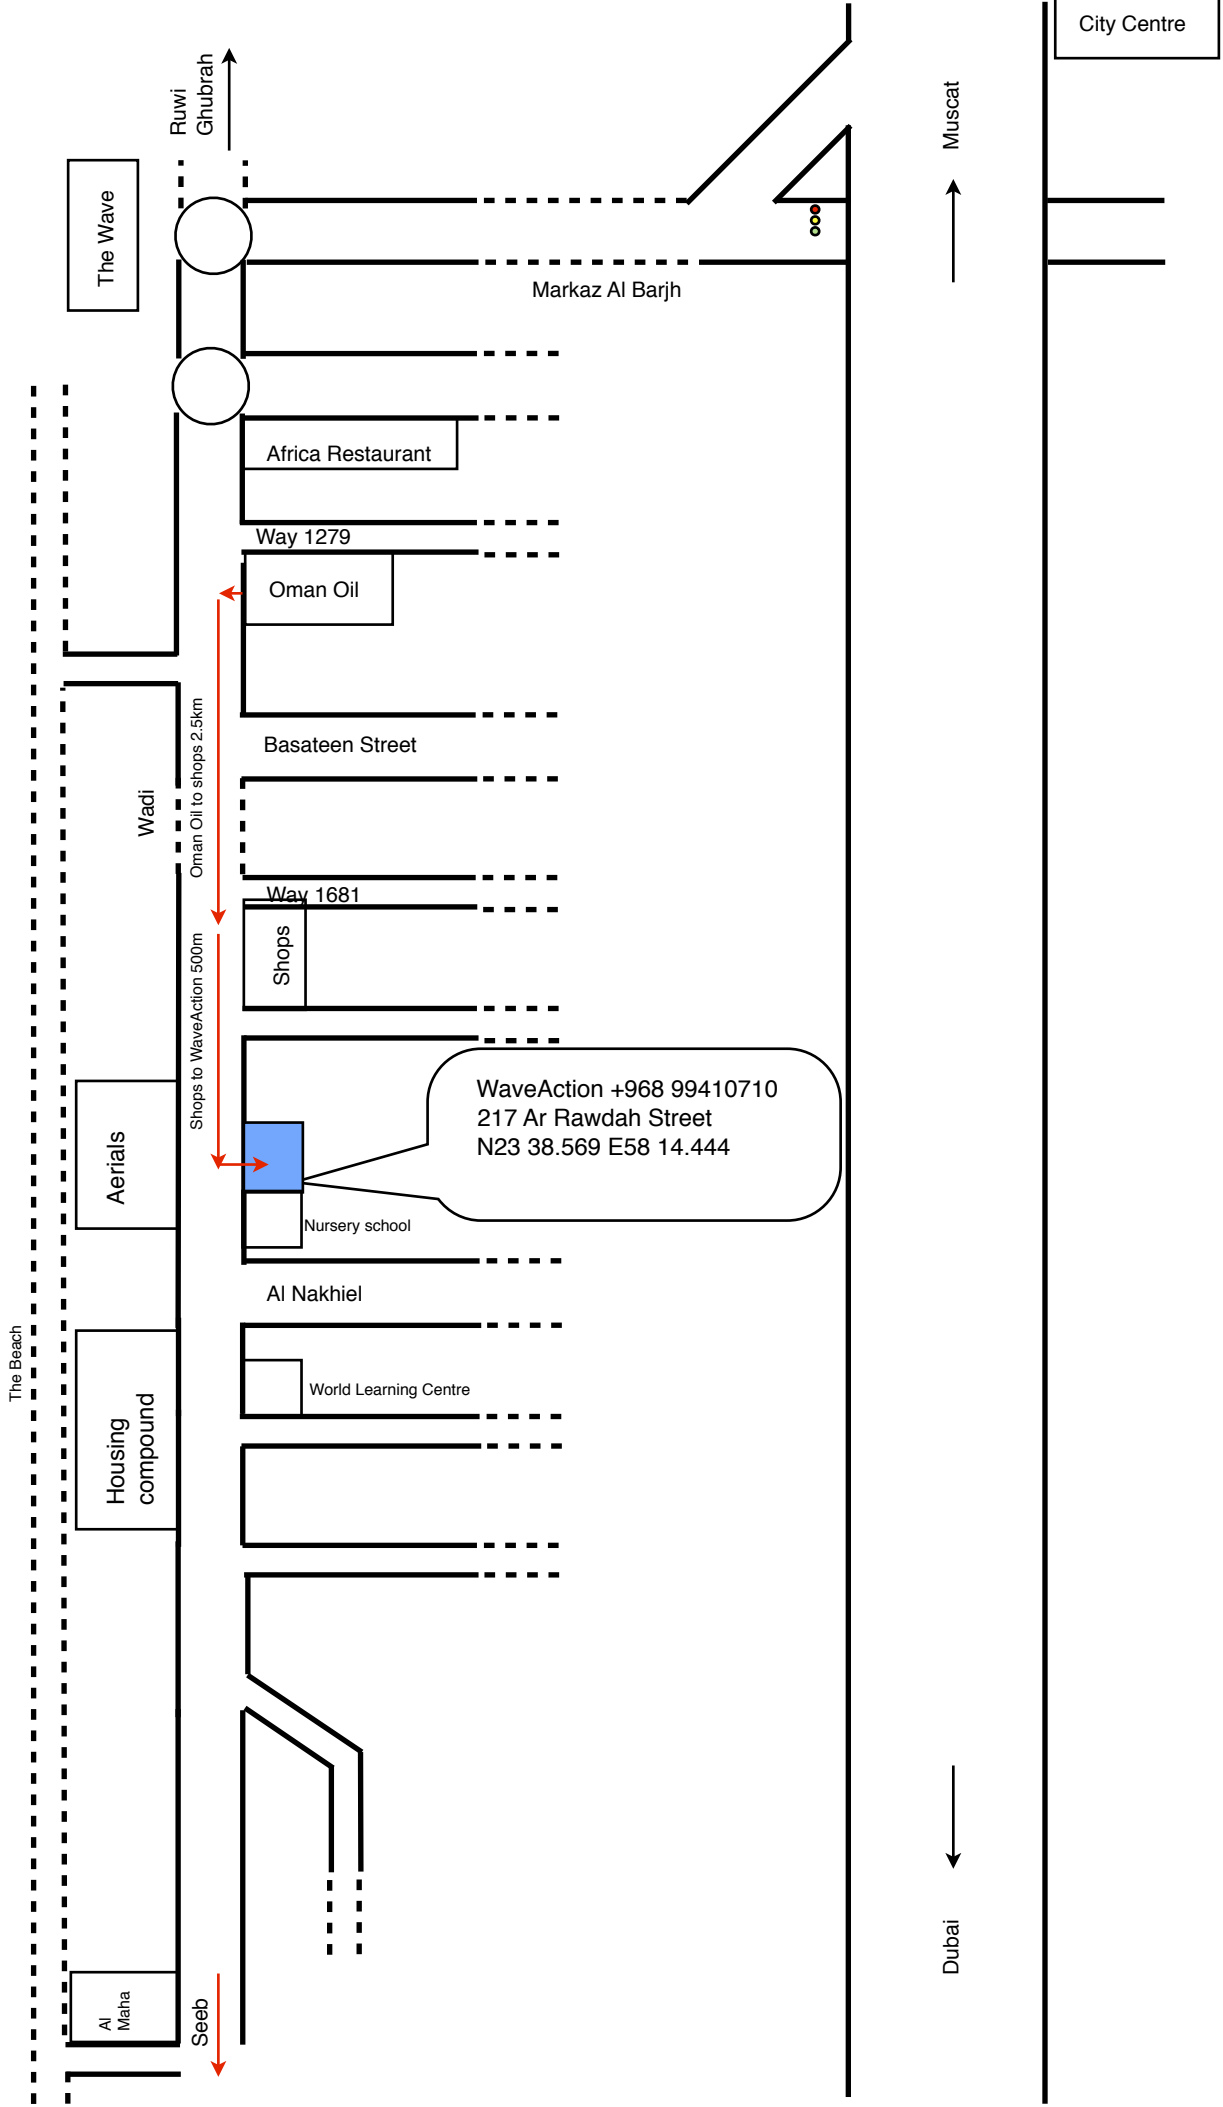 City Centre
Ruwi
Ghubrah
Muscat
The Wave
Markaz Al Barjh
Africa Restaurant
Way 1279
Oman Oil
Oman Oil to shops 2.5km
Basateen Street
Wadi
Way 1681
Shops
Shops to WaveAction 500m
WaveAction +968 99410710
217 Ar Rawdah Street
N23 38.569 E58 14.444
Aerials
Nursery school
Al Nakhiel
The Beach
Housing
compound
World Learning Centre
Dubai
Al
Maha
Seeb